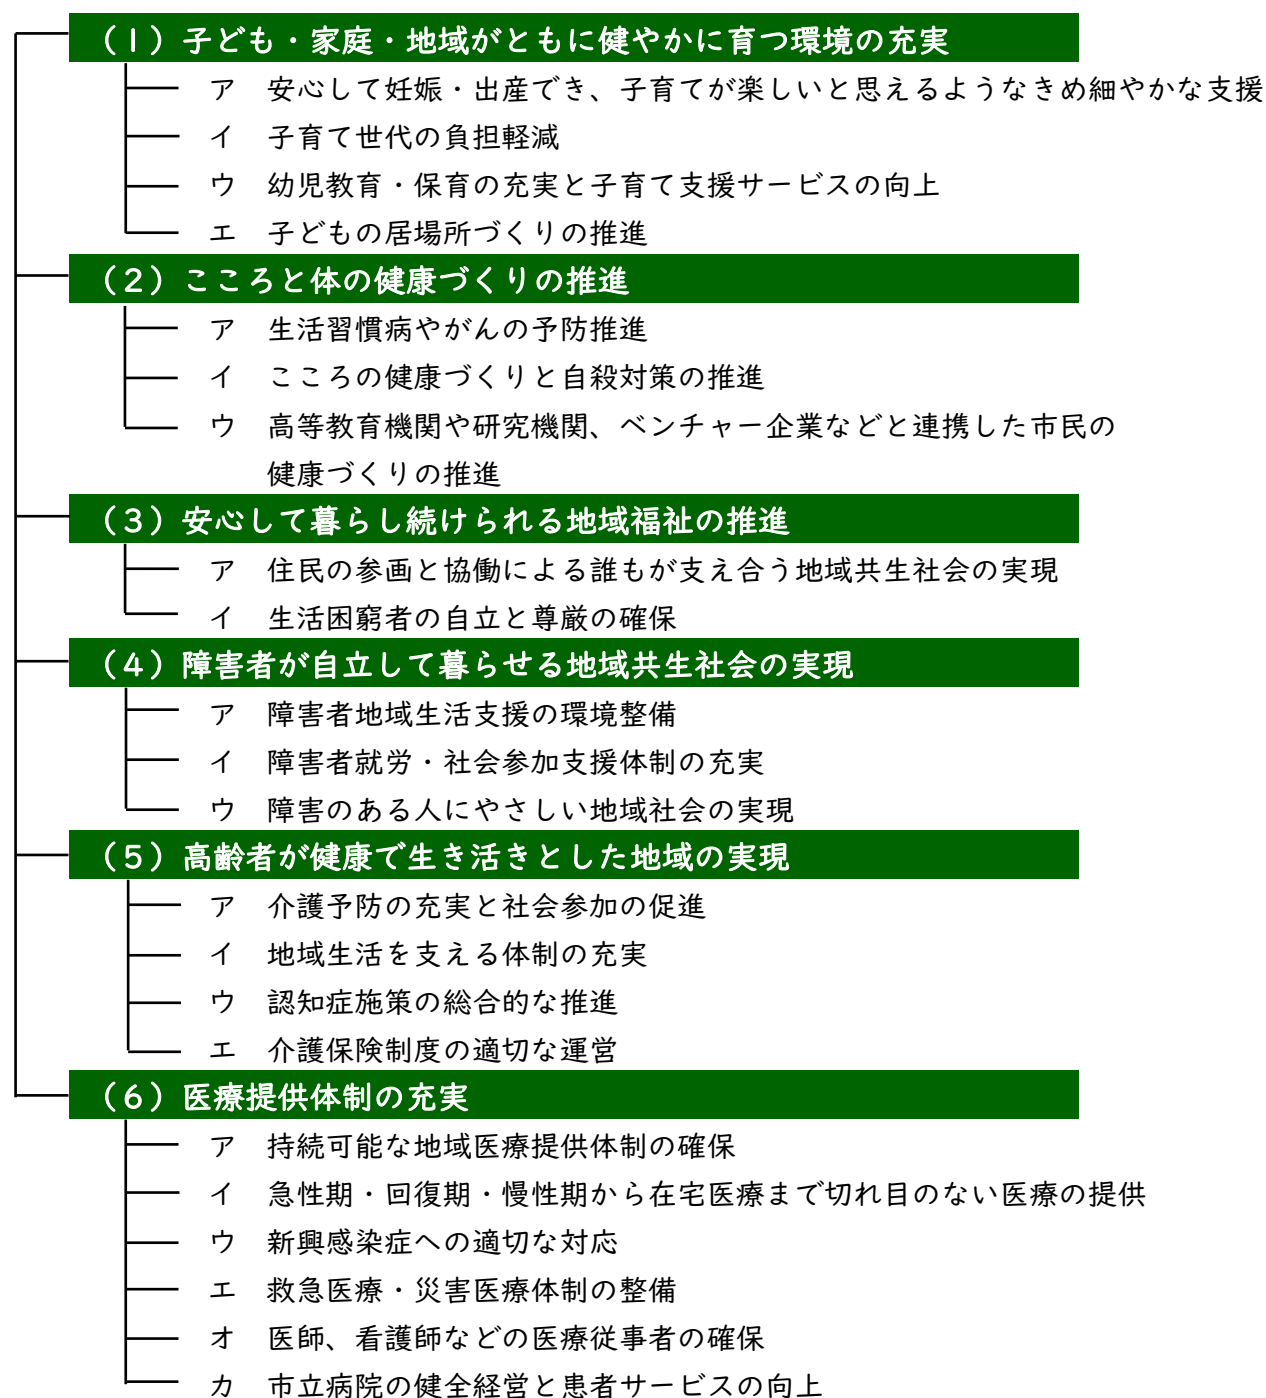 （1）子ども・家庭・地域がともに健やかに育つ環境の充実
ア　安心して妊娠・出産でき、子育てが楽しいと思えるようなきめ細やかな支援
イ　子育て世代の負担軽減
ウ　幼児教育・保育の充実と子育て支援サービスの向上
エ　子どもの居場所づくりの推進
（2）こころと体の健康づくりの推進
ア　生活習慣病やがんの予防推進
イ　こころの健康づくりと自殺対策の推進
ウ　高等教育機関や研究機関、ベンチャー企業などと連携した市民の
健康づくりの推進
（3）安心して暮らし続けられる地域福祉の推進
ア　住民の参画と協働による誰もが支え合う地域共生社会の実現
イ　生活困窮者の自立と尊厳の確保
（4）障害者が自立して暮らせる地域共生社会の実現
ア　障害者地域生活支援の環境整備
イ　障害者就労・社会参加支援体制の充実
ウ　障害のある人にやさしい地域社会の実現
（5）高齢者が健康で生き活きとした地域の実現
ア　介護予防の充実と社会参加の促進
イ　地域生活を支える体制の充実
ウ　認知症施策の総合的な推進
エ　介護保険制度の適切な運営
（6）医療提供体制の充実
ア　持続可能な地域医療提供体制の確保
イ　急性期・回復期・慢性期から在宅医療まで切れ目のない医療の提供
ウ　新興感染症への適切な対応
エ　救急医療・災害医療体制の整備
オ　医師、看護師などの医療従事者の確保
カ　市立病院の健全経営と患者サービスの向上